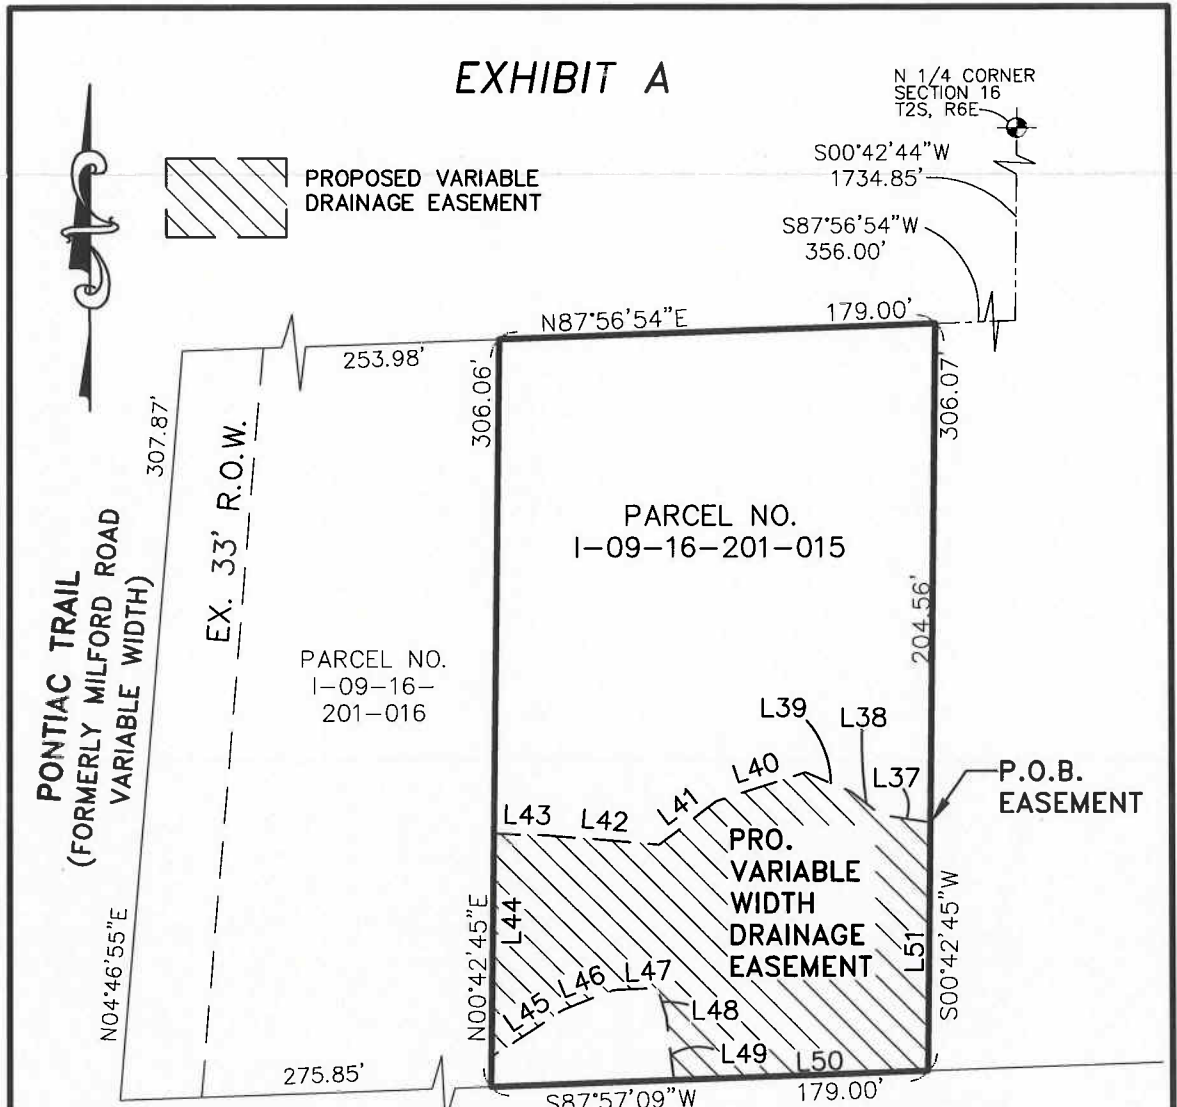 EXHIBIT A
N 1/4 CORNER
SECTION 16
T2S, R6E
PROPOSED VARIABLE
DRAINAGE EASEMENT
S00°42'44"W
1734.85'
S87°56'54"W
356.00'
N87°56'54"E
179.00'
253.98'
306.06'
306.07'
307.87'
EX. 33' R.O.W.
PARCEL NO.
I-09-16-201-015
204.56'
PONTIAC TRAIL
(FORMERLY MILFORD ROAD
VARIABLE WIDTH)
PARCEL NO.
I-09-16-
201-016
L39
L38
L40
L37
P.O.B.
EASEMENT
L41
L43
L42
PRO.
VARIABLE
WIDTH
DRAINAGE
EASEMENT
L44
N00°42'45"E
L51
S00°42'45"W
N04°46'55"E
L47
L46
L45
L48
L49
L50
275.85'
S87°57'09"W
179.00'